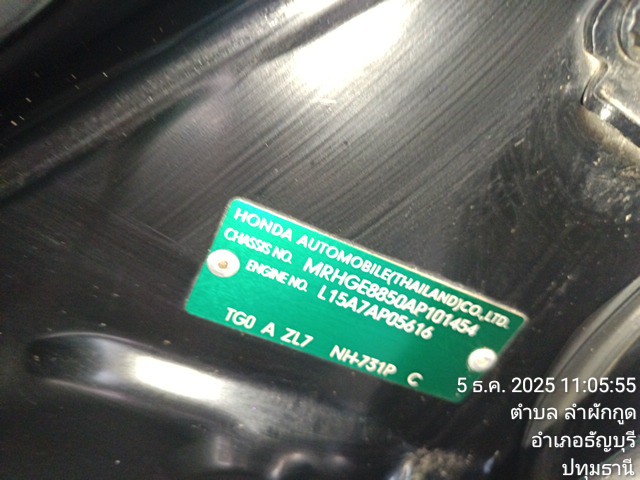 HONDA AUTOMOBILE(THAILAND)CO.,LTD.
CHASSIS NO. MRHGE8850AP101454
ENGINE NO. L15A7AP05616
TG0 A ZL7 NH-731P C
5 ธ.ค. 2025 11:05:55
ตำบล ลำผักกูด
อำเภอธัญบุรี
ปทุมธานี